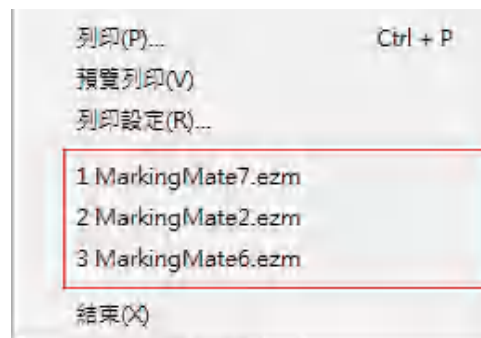 列印(P)... Ctrl + P
預覽列印(V)
列印設定(R)...
1 MarkingMate7.ezm
2 MarkingMate2.ezm
3 MarkingMate6.ezm
結束(X)